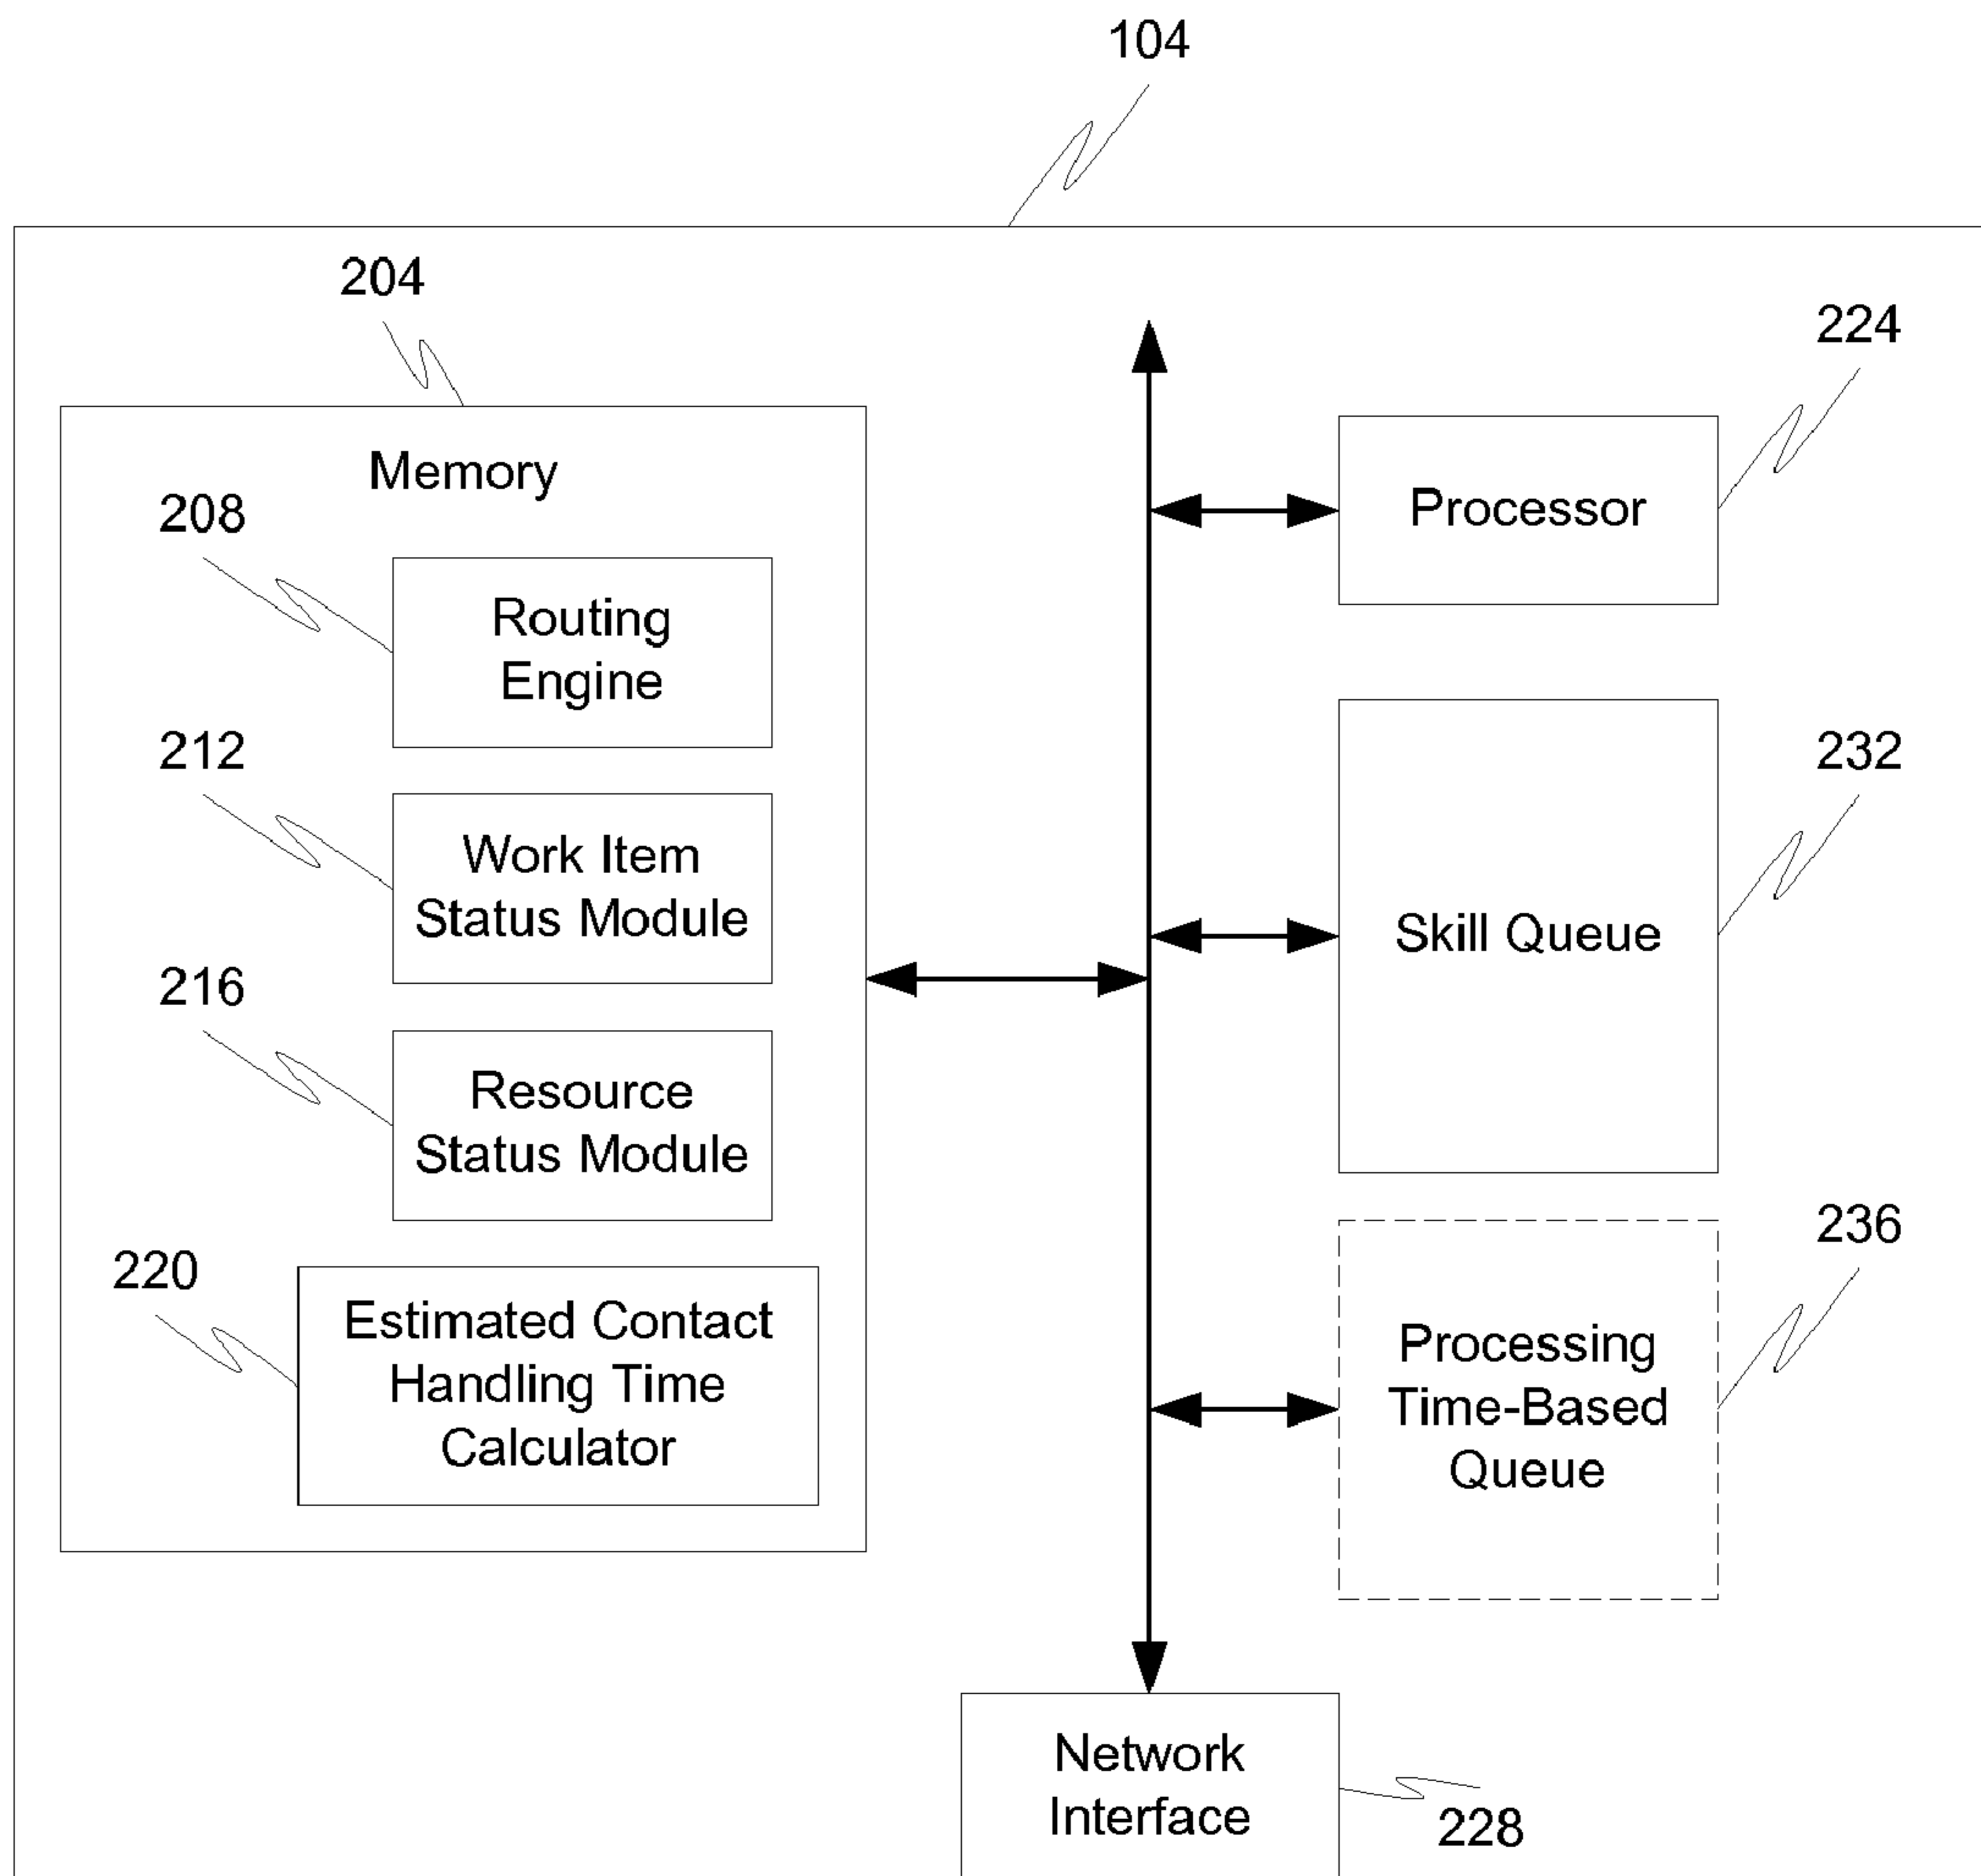 104
204
224
Memory
208
Processor
Routing
Engine
212
232
Work Item
Status Module
Skill Queue
216
Resource
Status Module
236
220
Estimated Contact
Handling Time
Calculator
Processing
Time-Based
Queue
Network
Interface
228